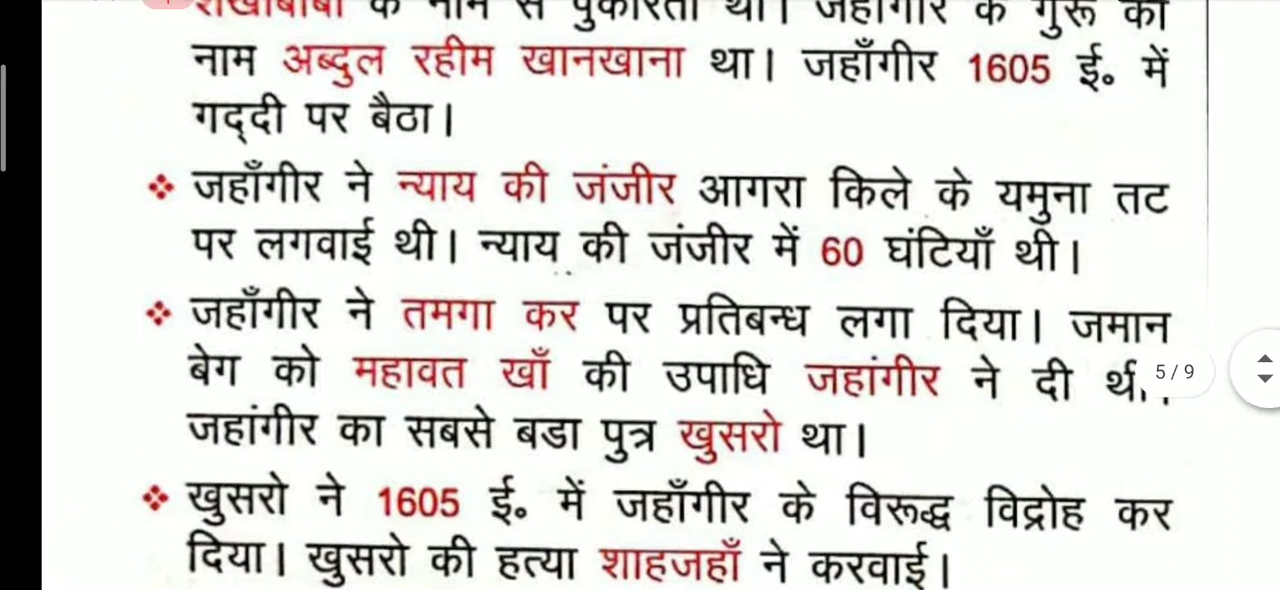 शेखोबाबा के नाम से पुकारता था। जहाँगीर के गुरू का
नाम अब्दुल रहीम खानखाना था। जहाँगीर 1605 ई॰ में
गद्दी पर बैठा।
❖ जहाँगीर ने न्याय की जंजीर आगरा किले के यमुना तट
पर लगवाई थी। न्याय की जंजीर में 60 घंटियाँ थी।
❖ जहाँगीर ने तमगा कर पर प्रतिबन्ध लगा दिया। जमान
बेग को महावत खाँ की उपाधि जहांगीर ने दी थी।
5/9
जहांगीर का सबसे बडा पुत्र खुसरो था।
❖ खुसरो ने 1605 ई॰ में जहाँगीर के विरूद्ध विद्रोह कर
दिया। खुसरो की हत्या शाहजहाँ ने करवाई।